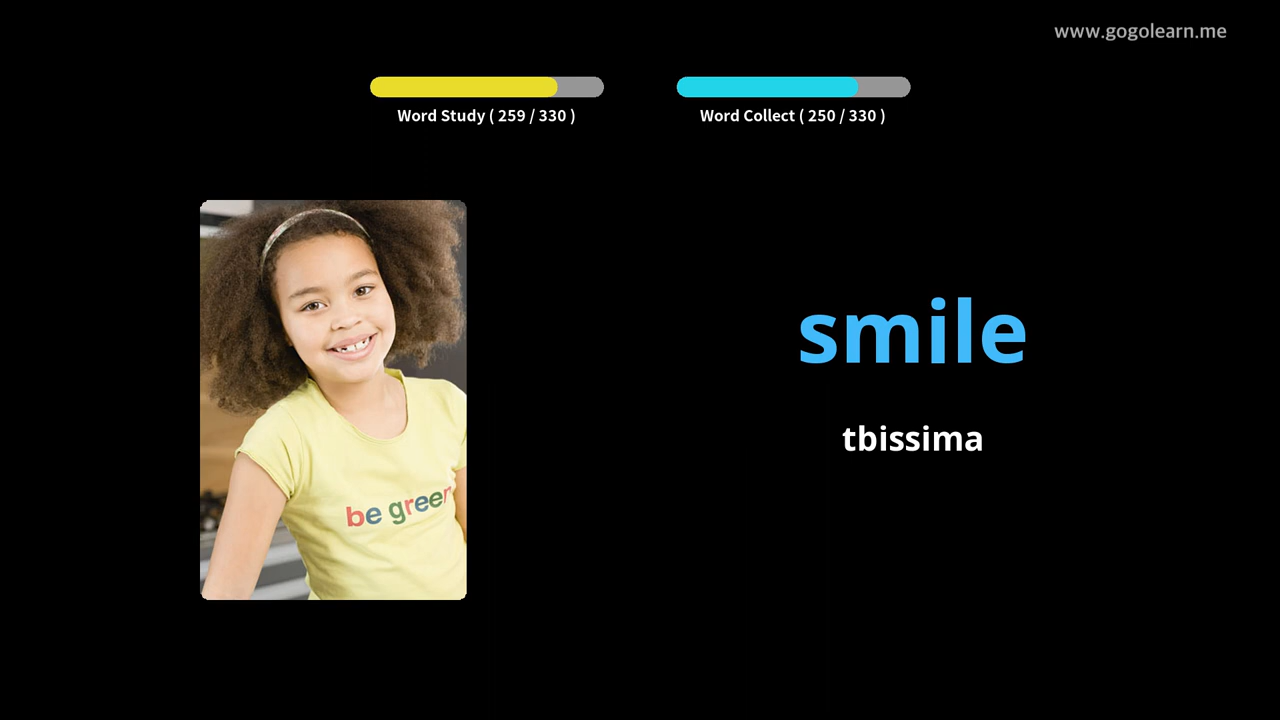 www.gogolearn.me
Word Study ( 259 / 330 )
Word Collect ( 250 / 330 )
smile
tbissima
be green